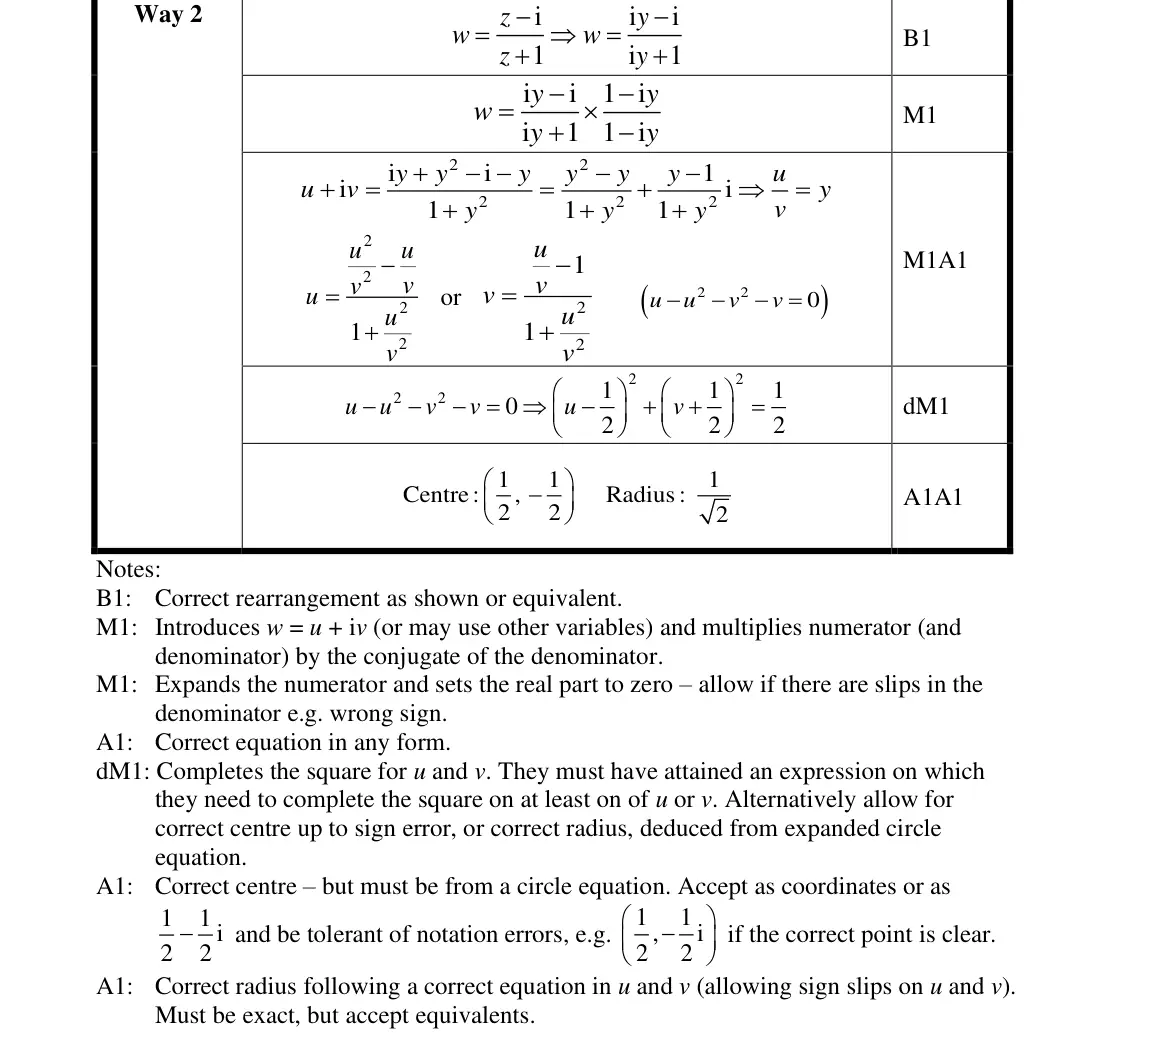 Way 2
w = (z − i)/(z + 1) ⇒ w = (iy − i)/(iy + 1)
B1
w = (iy − i)/(iy + 1) × (1 − iy)/(1 − iy)
M1
u + iv = (iy + y² − i − y)/(1 + y²) = (y² − y)/(1 + y²) + (y − 1)/(1 + y²) i ⇒ u/v = y
u = (u²/v² − u/v)/(1 + u²/v²) or v = (u/v − 1)/(1 + u²/v²) (u − u² − v² − v = 0)
M1A1
u − u² − v² − v = 0 ⇒ (u − 1/2)² + (v + 1/2)² = 1/2
dM1
Centre : (1/2, −1/2) Radius : 1/√2
A1A1
Notes:
B1: Correct rearrangement as shown or equivalent.
M1: Introduces w = u + iv (or may use other variables) and multiplies numerator (and
denominator) by the conjugate of the denominator.
M1: Expands the numerator and sets the real part to zero – allow if there are slips in the
denominator e.g. wrong sign.
A1: Correct equation in any form.
dM1: Completes the square for u and v. They must have attained an expression on which
they need to complete the square on at least on of u or v. Alternatively allow for
correct centre up to sign error, or correct radius, deduced from expanded circle
equation.
A1: Correct centre – but must be from a circle equation. Accept as coordinates or as
1/2 − 1/2 i and be tolerant of notation errors, e.g. (1/2, −1/2 i) if the correct point is clear.
A1: Correct radius following a correct equation in u and v (allowing sign slips on u and v).
Must be exact, but accept equivalents.